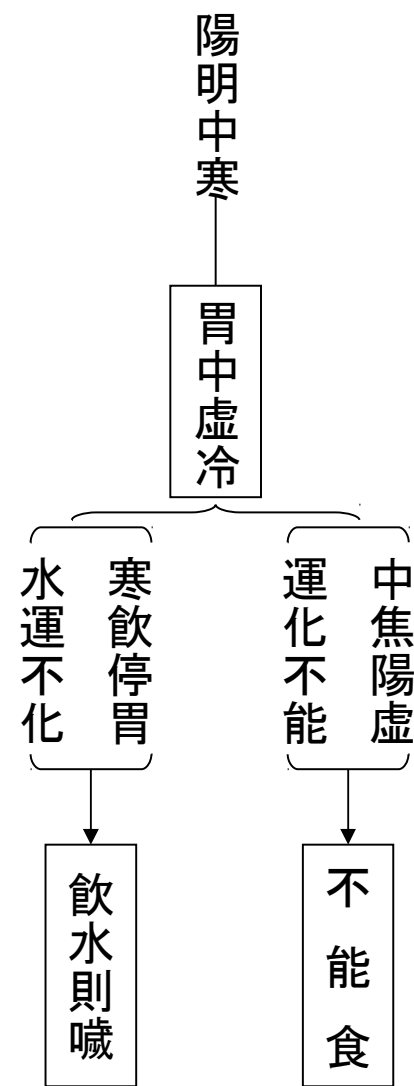 陽明中寒
胃中虛冷
中焦陽虛
運化不能
不能食
寒飲停胃
水運不化
飲水則噦